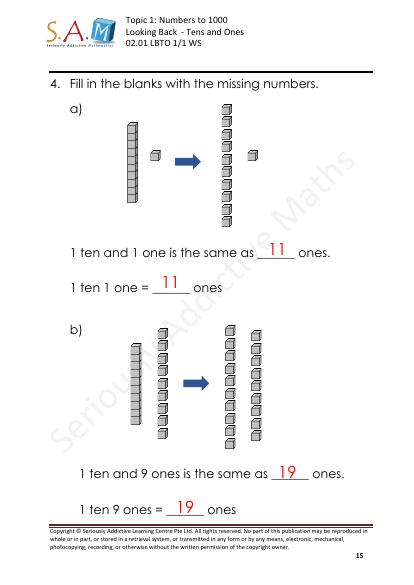 S.A.M
Seriously Addictive Mathematics
Topic 1: Numbers to 1000
Looking Back - Tens and Ones
02.01 LBTO 1/1 WS
4. Fill in the blanks with the missing numbers.
a)
1 ten and 1 one is the same as 11 ones.
1 ten 1 one = 11 ones
b)
1 ten and 9 ones is the same as 19 ones.
1 ten 9 ones = 19 ones
Seriously Addictive Maths
Copyright © Seriously Addictive Learning Centre Pte Ltd. All rights reserved. No part of this publication may be reproduced in
whole or in part, or stored in a retrieval system, or transmitted in any form or by any means, electronic, mechanical,
photocopying, recording, or otherwise without the written permission of the copyright owner.
15